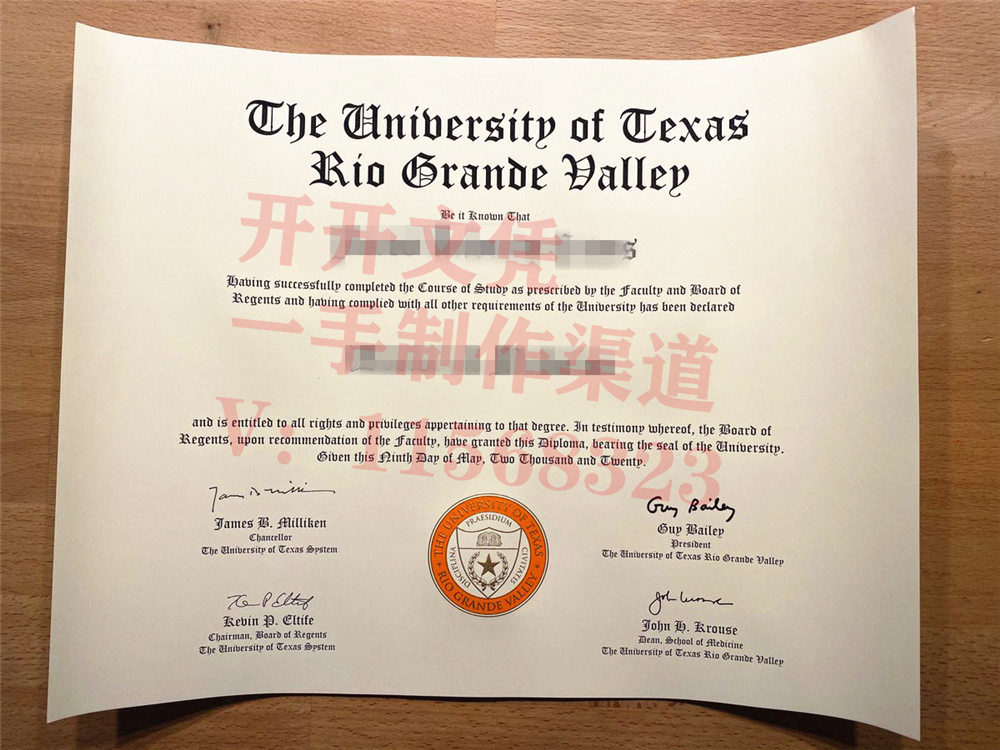 The University of Texas
Rio Grande Valley
Be it Known That
开开文凭
Having successfully completed the Course of Study as prescribed by the Faculty and Board of
Regents and having complied with all other requirements of the University has been declared
一手制作渠道
and is entitled to all rights and privileges appertaining to that degree. In testimony whereof, the Board of
Regents, upon recommendation of the Faculty, have granted this Diploma, bearing the seal of the University.
Given this Ninth Day of May, Two Thousand and Twenty.
V: 11568323
James B. Milliken
Chancellor
The University of Texas System
Guy Bailey
Guy Bailey
President
The University of Texas Rio Grande Valley
THE UNIVERSITY OF TEXAS
RIO GRANDE VALLEY
PRAESIDIUM
DISCIPLINA
CIVITATIS
Kevin P. Eltife
Chairman, Board of Regents
The University of Texas System
John H. Krouse
Dean, School of Medicine
The University of Texas Rio Grande Valley